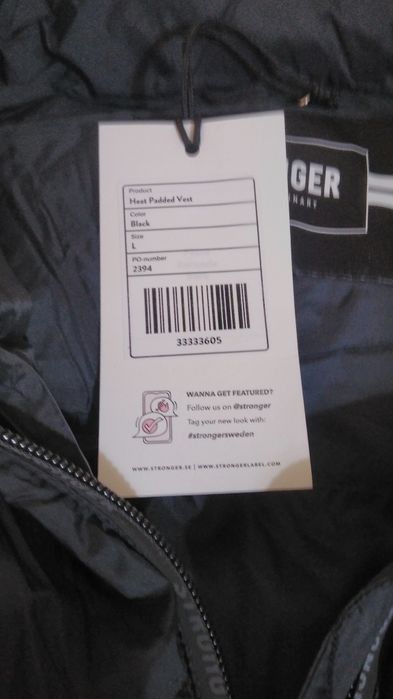 Product
Heat Padded Vest
Color
Black
Size
L
PO-number
2394
33333605
WANNA GET FEATURED?
Follow us on @stronger
Tag your new look with:
#strongersweden
WWW.STRONGER.SE | WWW.STRONGERLABEL.COM
NGER